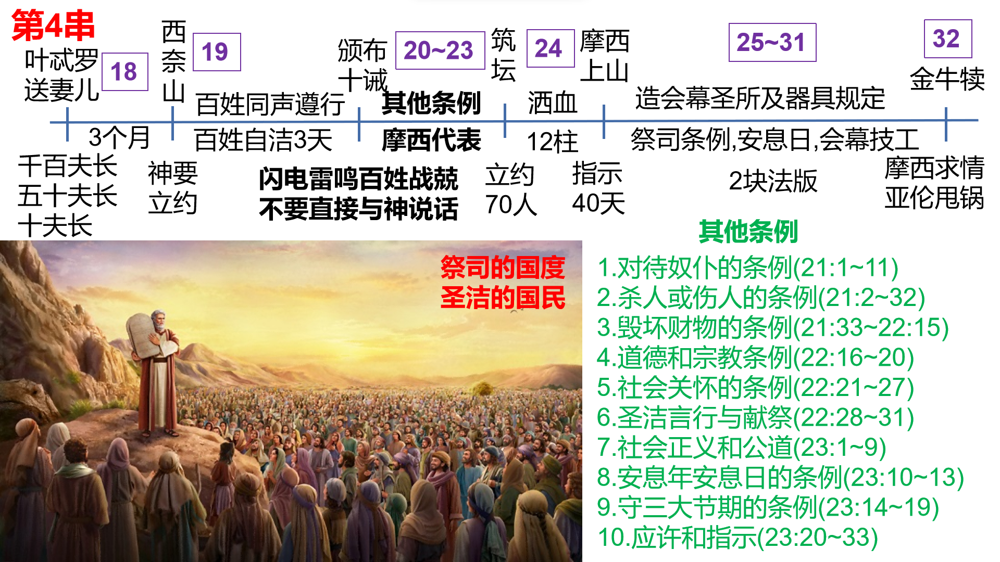 第4串
叶忒罗
送妻儿
18
西
奈
山
19
颁布
十诫
20~23
筑
坛
24
摩西
上山
25~31
32
金牛犊
百姓同声遵行
其他条例
洒血
造会幕圣所及器具规定
3个月
百姓自洁3天
摩西代表
12柱
祭司条例,安息日,会幕技工
千百夫长
五十夫长
十夫长
神要
立约
闪电雷鸣百姓战兢
不要直接与神说话
立约
70人
指示
40天
2块法版
摩西求情
亚伦甩锅
祭司的国度
圣洁的国民
其他条例
1.对待奴仆的条例(21:1~11)
2.杀人或伤人的条例(21:2~32)
3.毁坏财物的条例(21:33~22:15)
4.道德和宗教条例(22:16~20)
5.社会关怀的条例(22:21~27)
6.圣洁言行与献祭(22:28~31)
7.社会正义和公道(23:1~9)
8.安息年安息日的条例(23:10~13)
9.守三大节期的条例(23:14~19)
10.应许和指示(23:20~33)